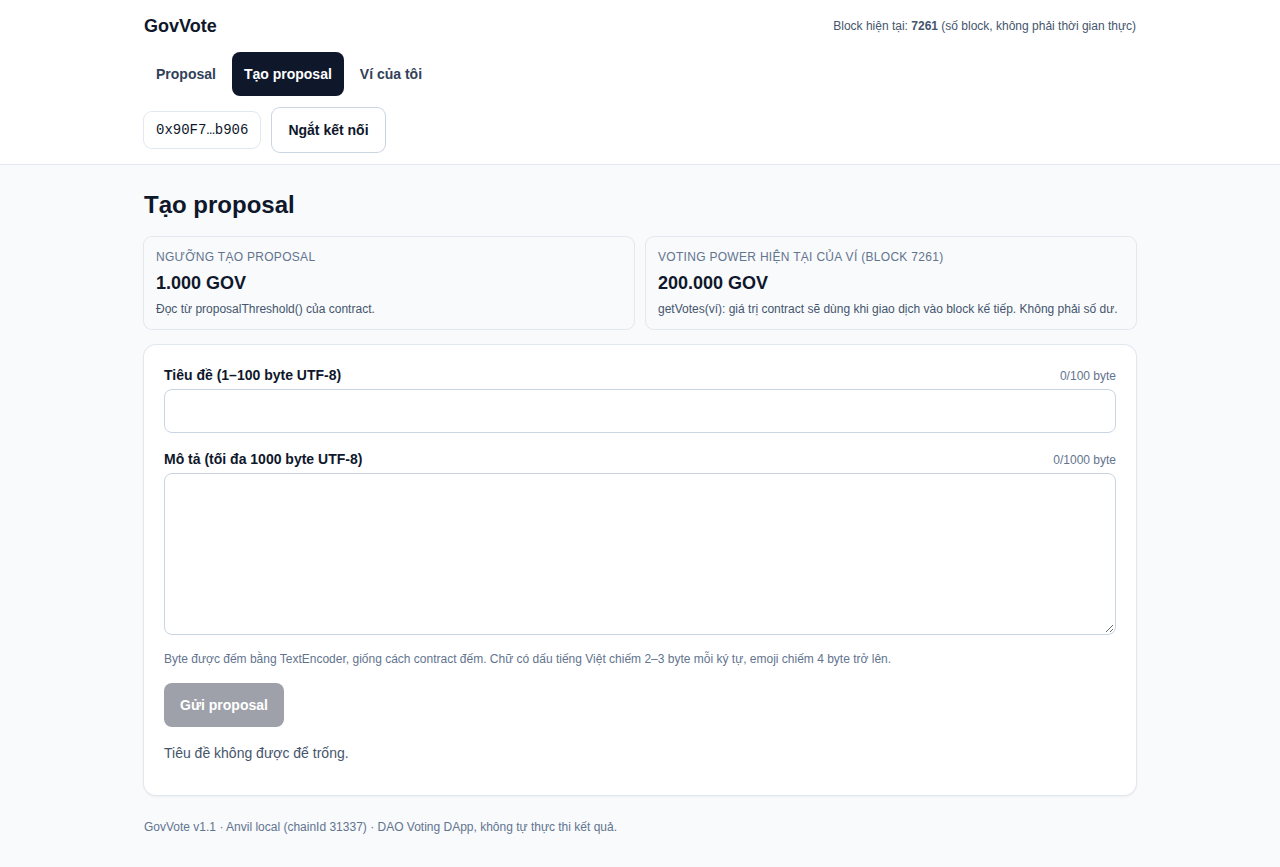 GovVote
Block hiện tại: 7261 (số block, không phải thời gian thực)
Proposal
Tạo proposal
Ví của tôi
0x90F7…b906
Ngắt kết nối
Tạo proposal
NGƯỠNG TẠO PROPOSAL
1.000 GOV
Đọc từ proposalThreshold() của contract.
VOTING POWER HIỆN TẠI CỦA VÍ (BLOCK 7261)
200.000 GOV
getVotes(ví): giá trị contract sẽ dùng khi giao dịch vào block kế tiếp. Không phải số dư.
Tiêu đề (1–100 byte UTF-8)
0/100 byte
Mô tả (tối đa 1000 byte UTF-8)
0/1000 byte
Byte được đếm bằng TextEncoder, giống cách contract đếm. Chữ có dấu tiếng Việt chiếm 2–3 byte mỗi ký tự, emoji chiếm 4 byte trở lên.
Gửi proposal
Tiêu đề không được để trống.
GovVote v1.1 · Anvil local (chainId 31337) · DAO Voting DApp, không tự thực thi kết quả.